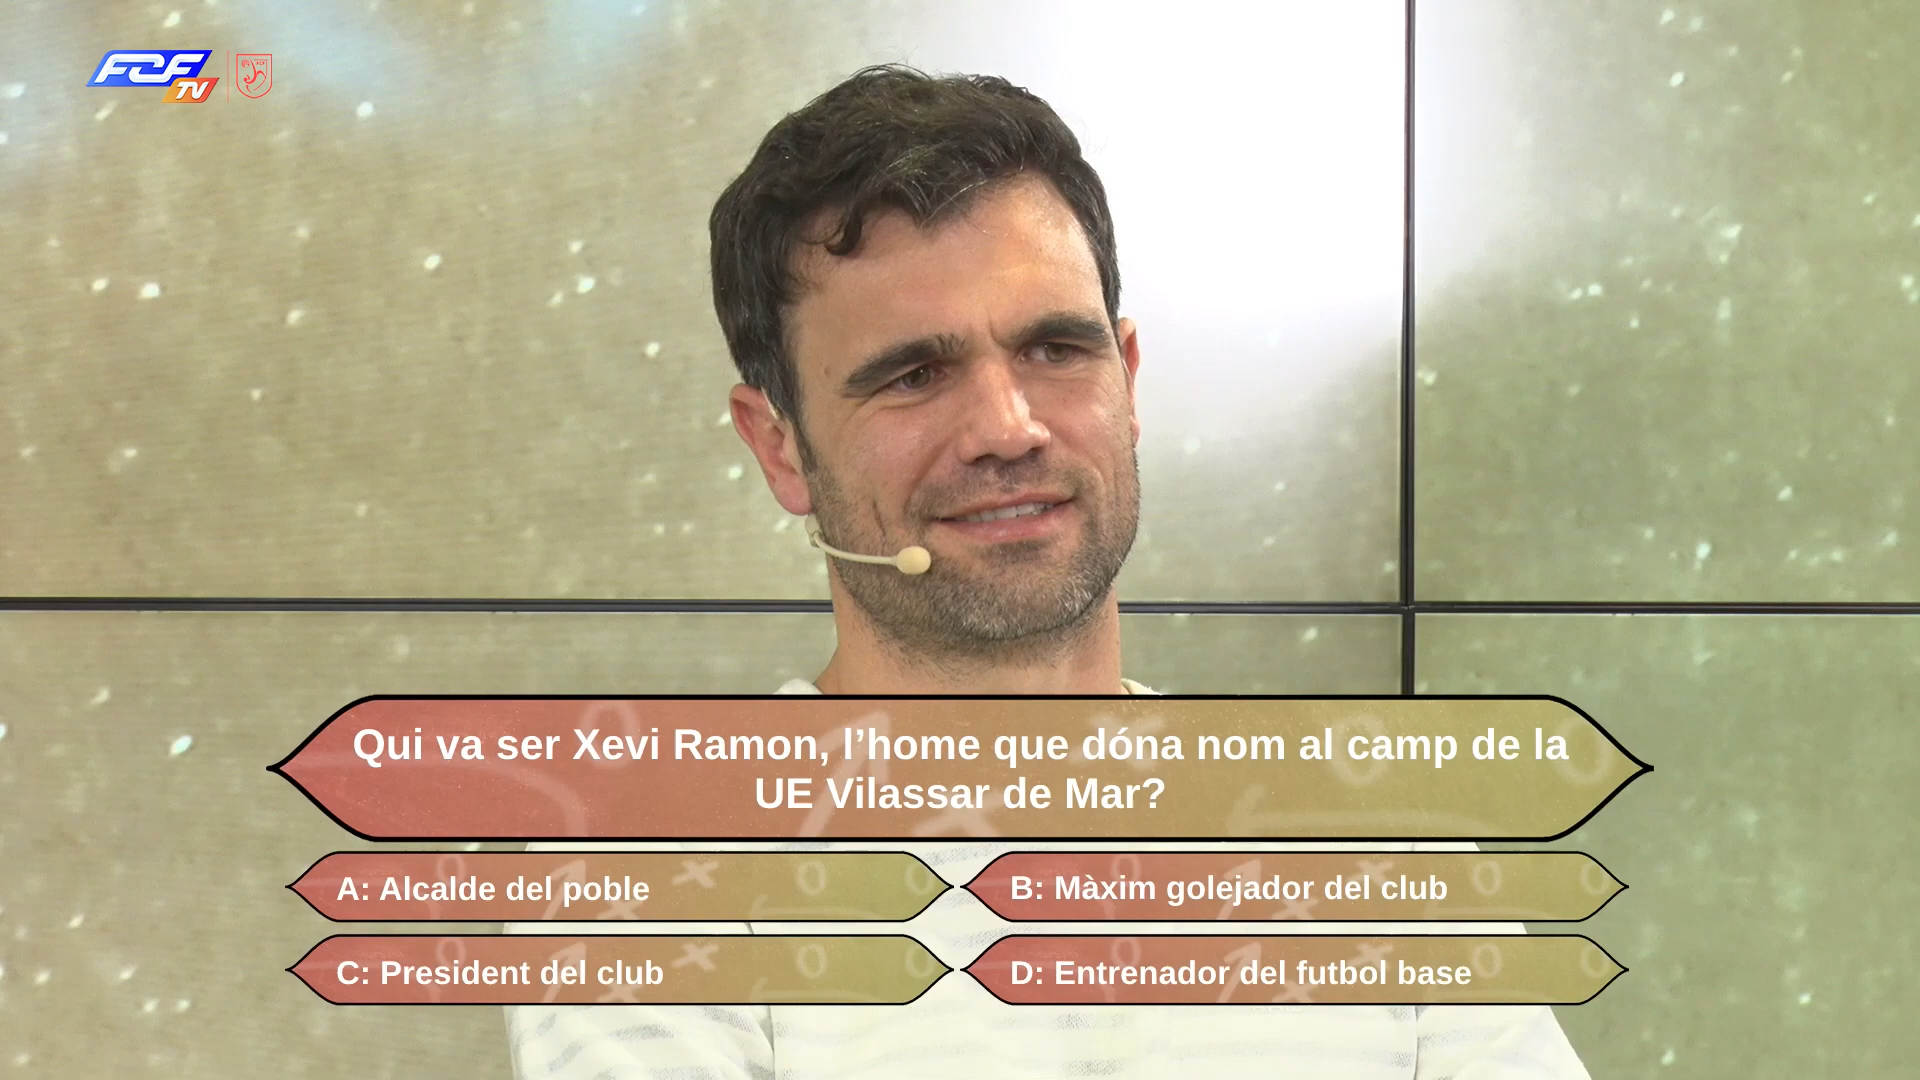 FCF
TV
Qui va ser Xevi Ramon, l’home que dóna nom al camp de la
UE Vilassar de Mar?
A: Alcalde del poble
B: Màxim golejador del club
C: President del club
D: Entrenador del futbol base